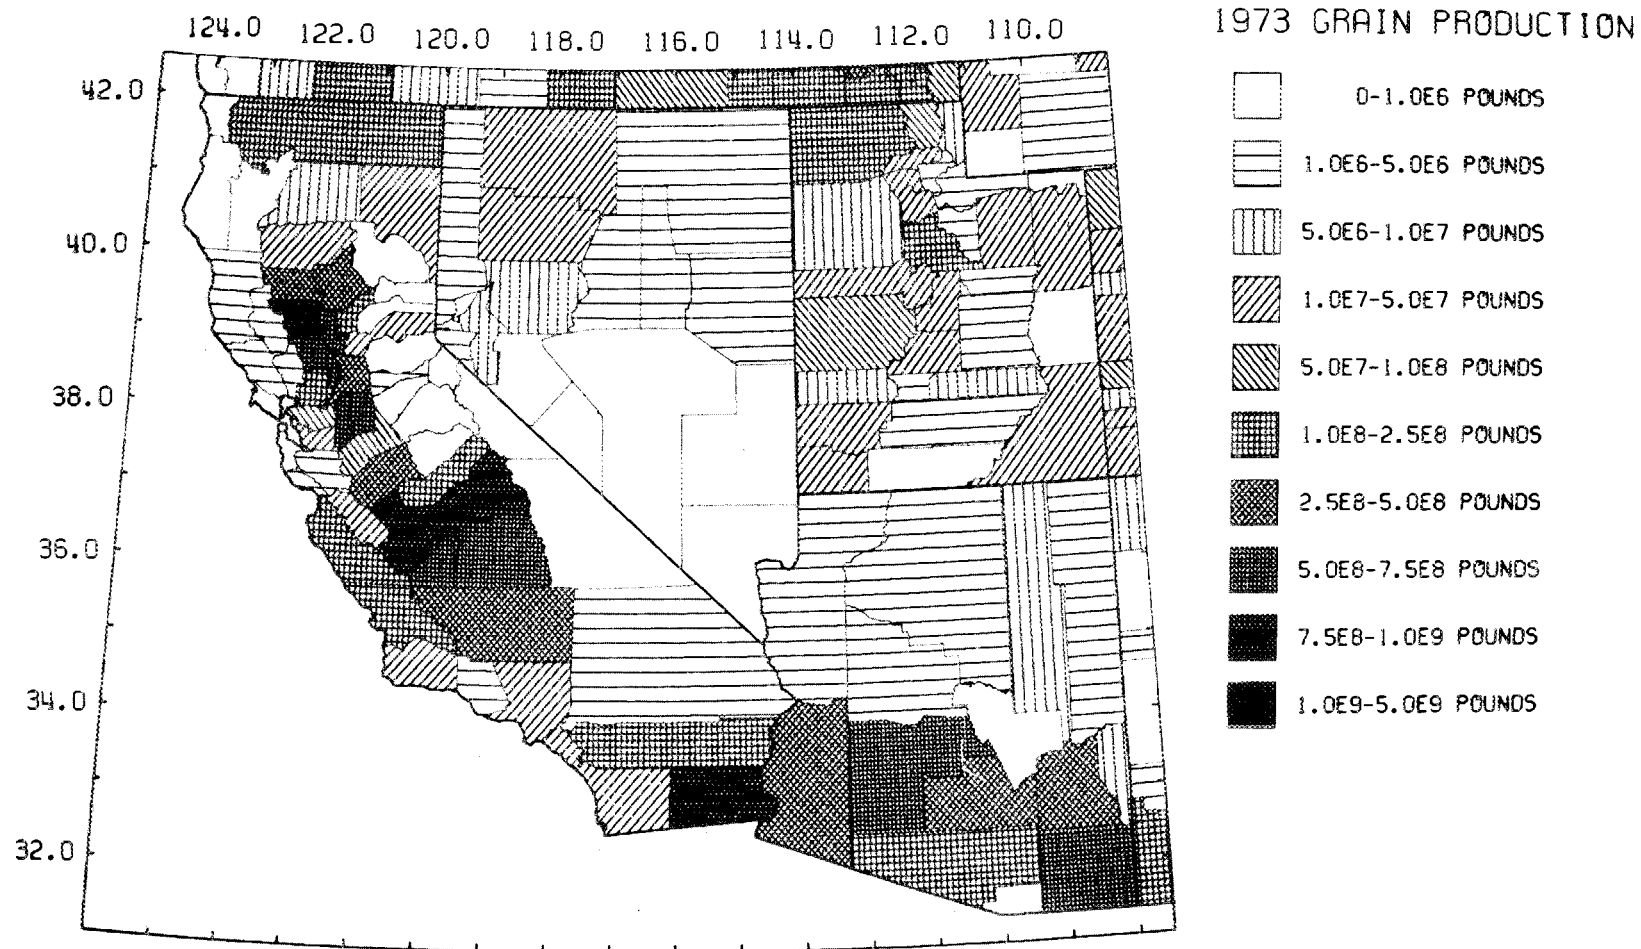 124.0 122.0 120.0 118.0 116.0 114.0 112.0 110.0
1973 GRAIN PRODUCTION
42.0
40.0
38.0
36.0
34.0
32.0
0-1.0E6 POUNDS
1.0E6-5.0E6 POUNDS
5.0E6-1.0E7 POUNDS
1.0E7-5.0E7 POUNDS
5.0E7-1.0E8 POUNDS
1.0E8-2.5E8 POUNDS
2.5E8-5.0E8 POUNDS
5.0E8-7.5E8 POUNDS
7.5E8-1.0E9 POUNDS
1.0E9-5.0E9 POUNDS